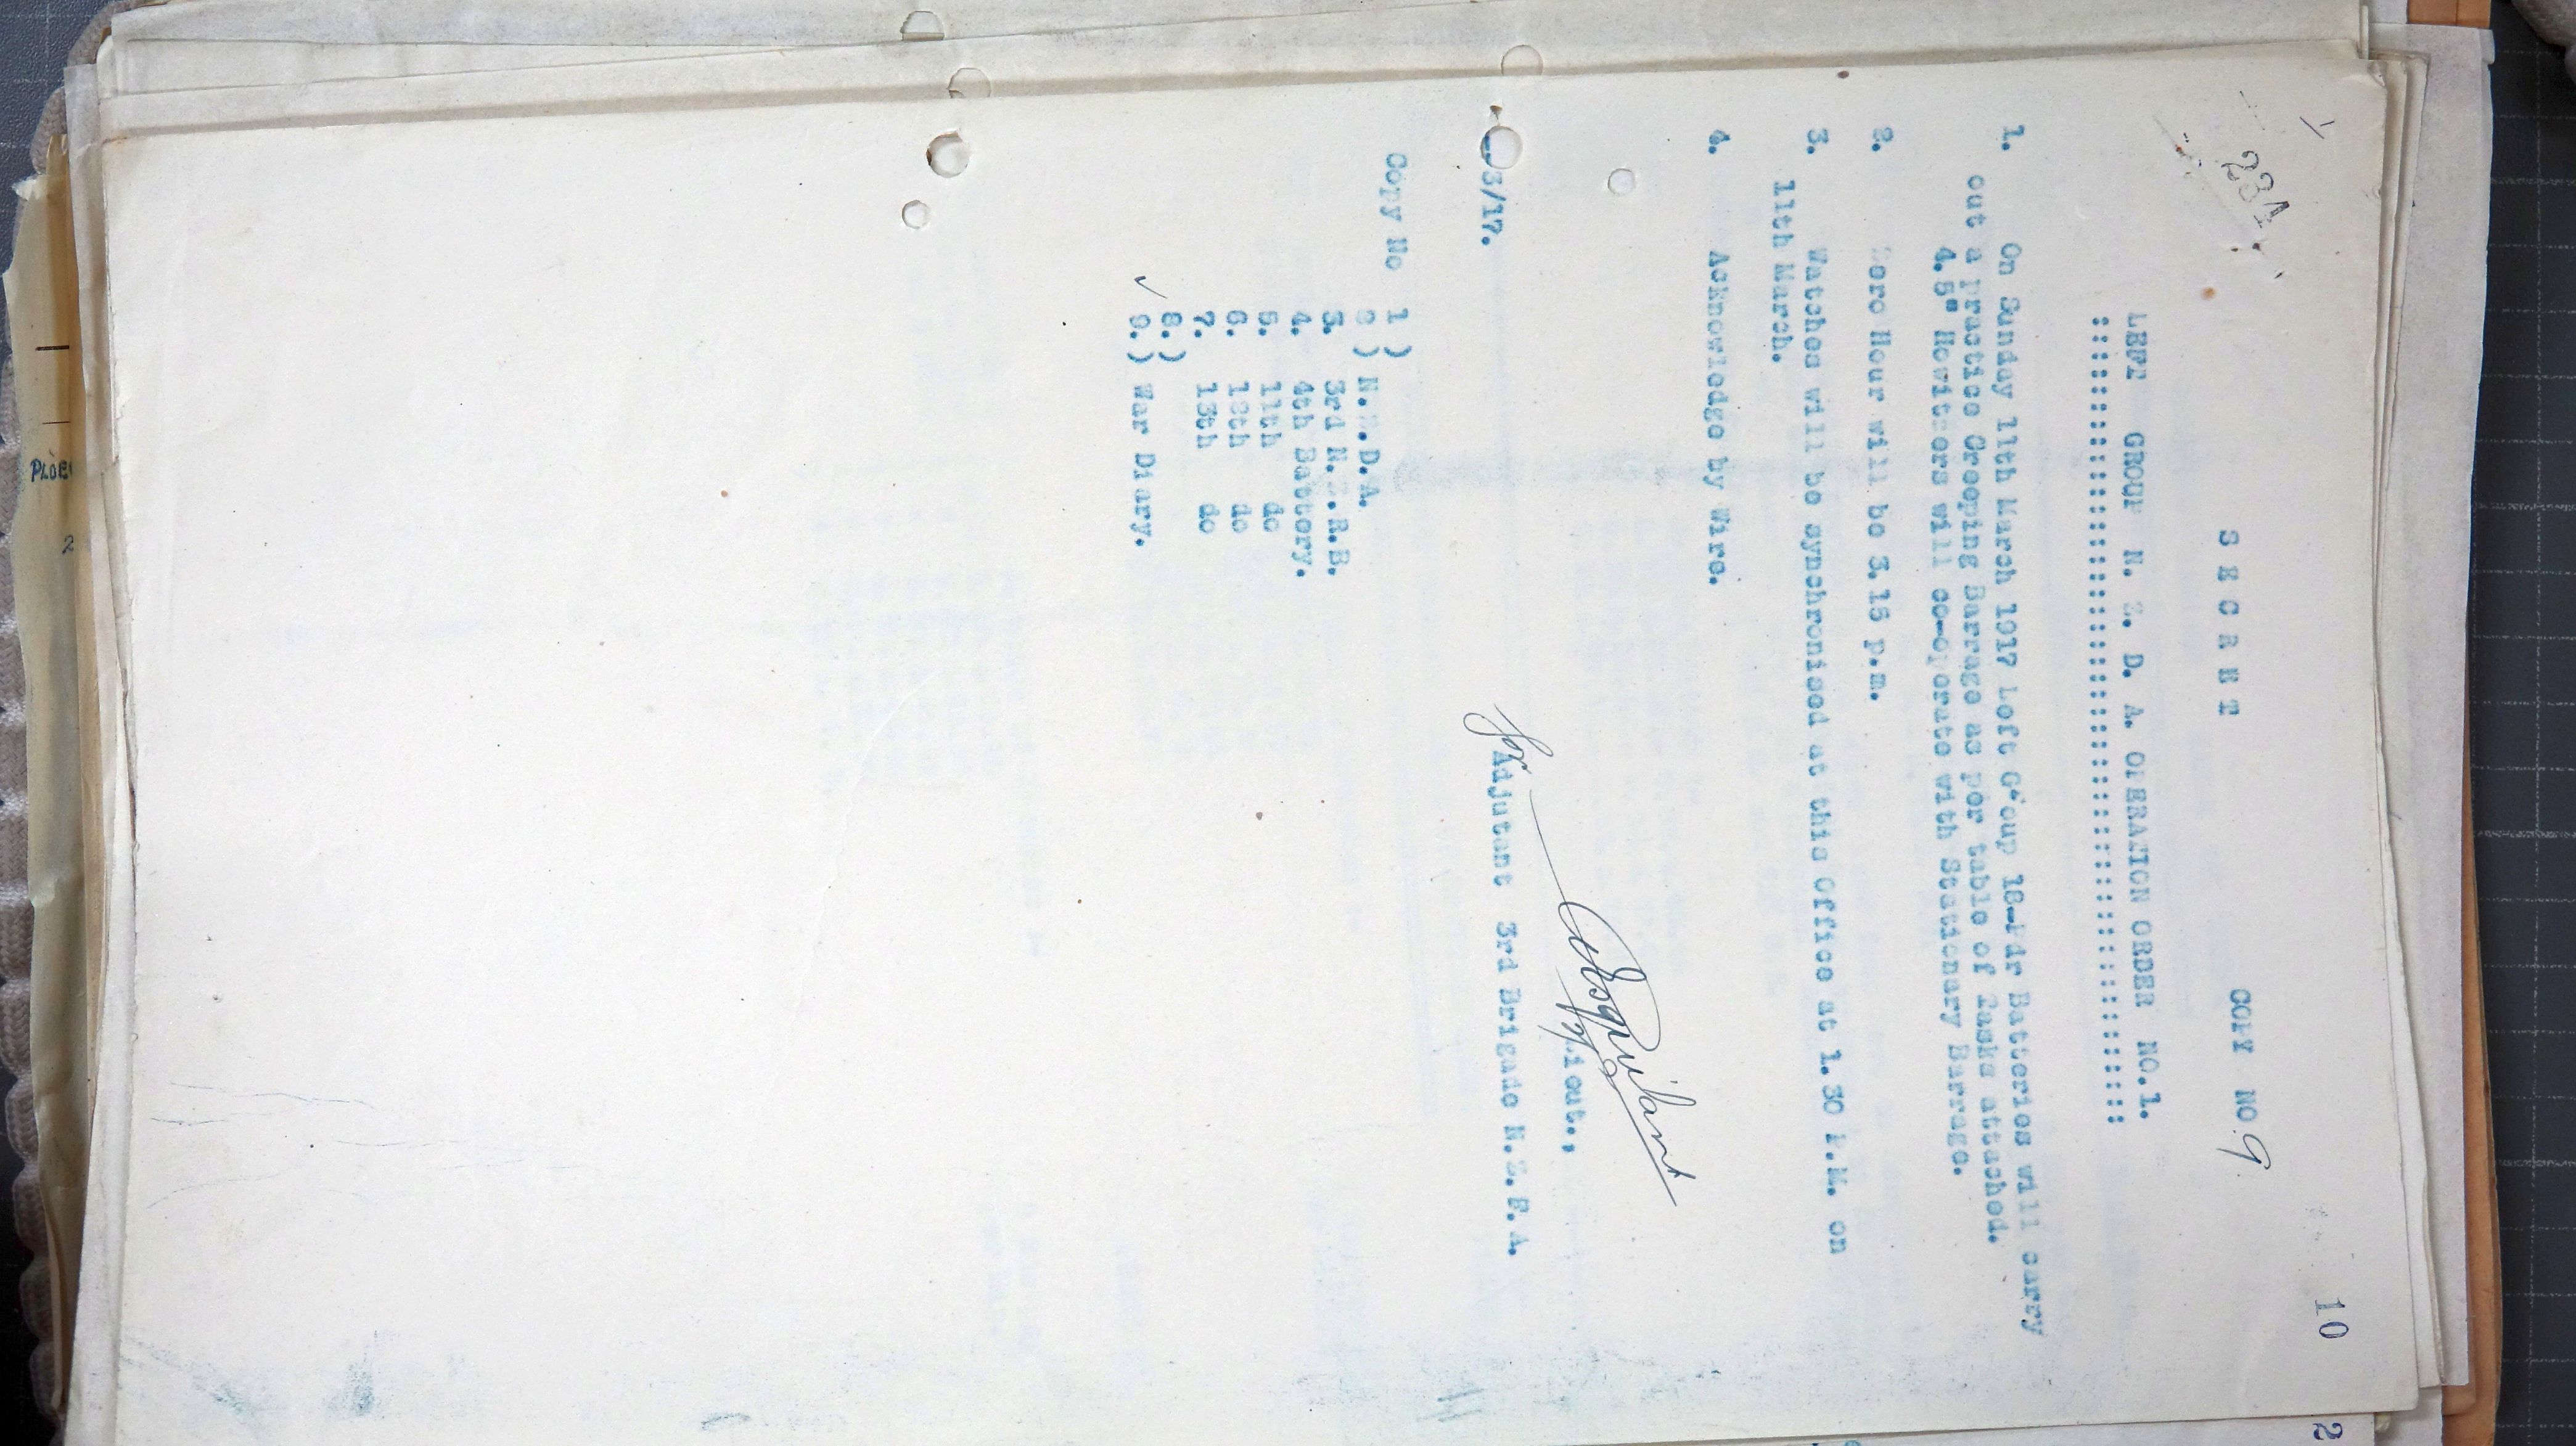 10
231
S E C R E T          COPY NO 9
LEFT GROUP N. Z. D. A. OPERATION ORDER NO.1.
::::::::::::::::::::::::::::::::::::::::::::
1. On Sunday 11th March 1917 Left Group 18-Pdr Batteries will carry
out a practice Creeping Barrage as per table of Tasks attached.
4.5" Howitzers will co-operate with Stationary Barrage.
2. Zero Hour will be 3.15 p.m.
3. Watches will be synchronised at this Office at 1.30 P.M. on
11th March.
4. Acknowledge by Wire.
Lieut.,
for Adjutant 3rd Brigade N.Z.F.A.
3/17.
Copy No 1 )
2 ) N.Z.D.A.
3. 3rd N.Z.R.B.
4. 4th Battery.
5. 11th do
6. 12th do
7. 13th do
8.)
✓ 9.) War Diary.
2
2